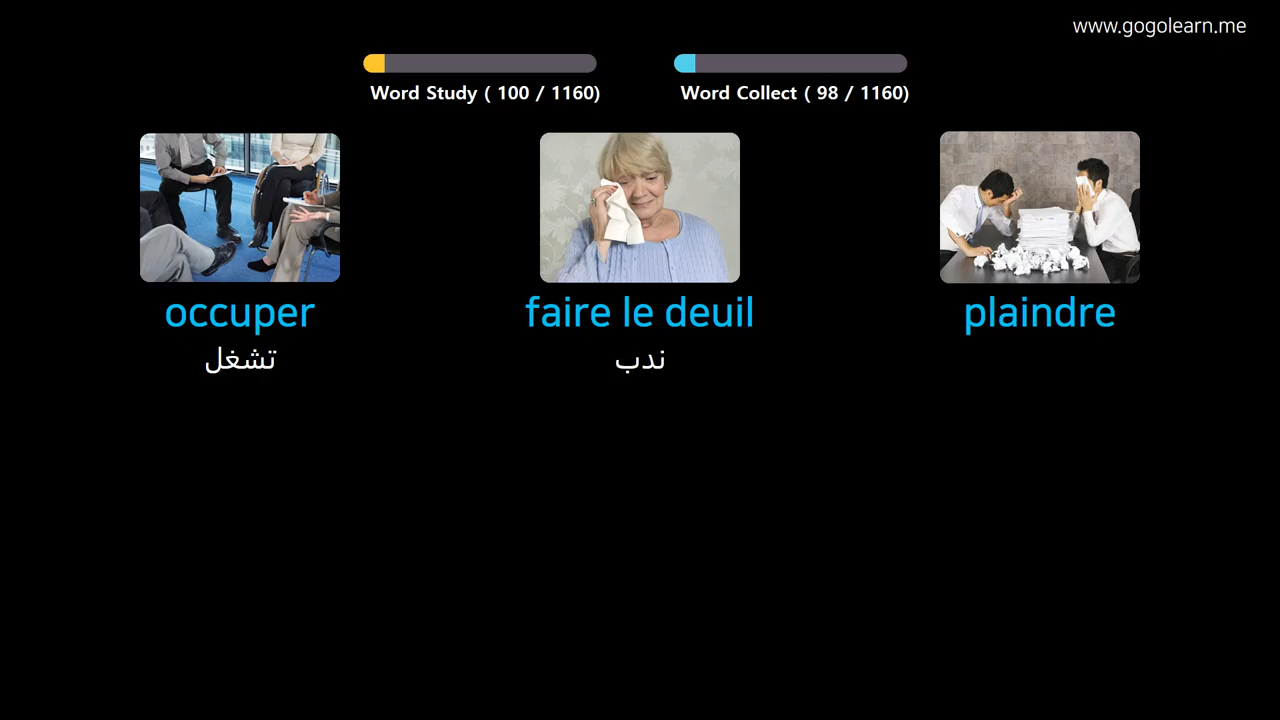 www.gogolearn.me
Word Study ( 100 / 1160)
Word Collect ( 98 / 1160)
occuper
تشغل
faire le deuil
ندب
plaindre